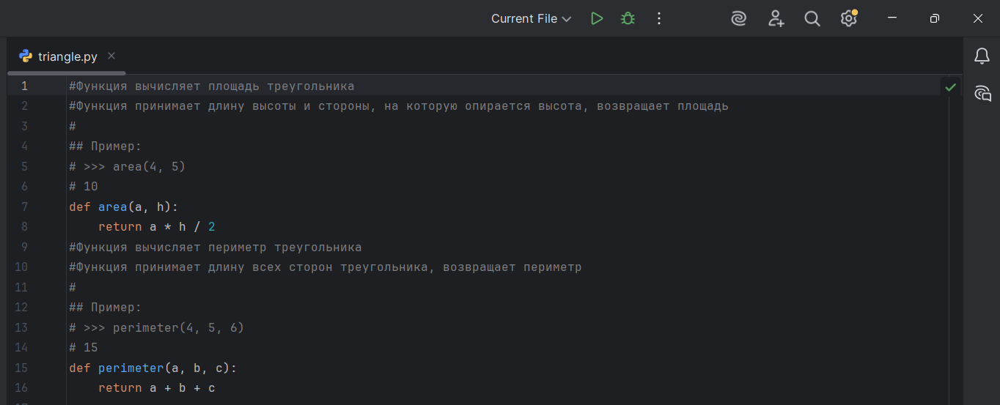 Current File
triangle.py
1 #Функция вычисляет площадь треугольника
2 #Функция принимает длину высоты и стороны, на которую опирается высота, возвращает площадь
3 #
4 ## Пример:
5 # >>> area(4, 5)
6 # 10
7 def area(a, h):
8     return a * h / 2
9 #Функция вычисляет периметр треугольника
10 #Функция принимает длину всех сторон треугольника, возвращает периметр
11 #
12 ## Пример:
13 # >>> perimeter(4, 5, 6)
14 # 15
15 def perimeter(a, b, c):
16     return a + b + c